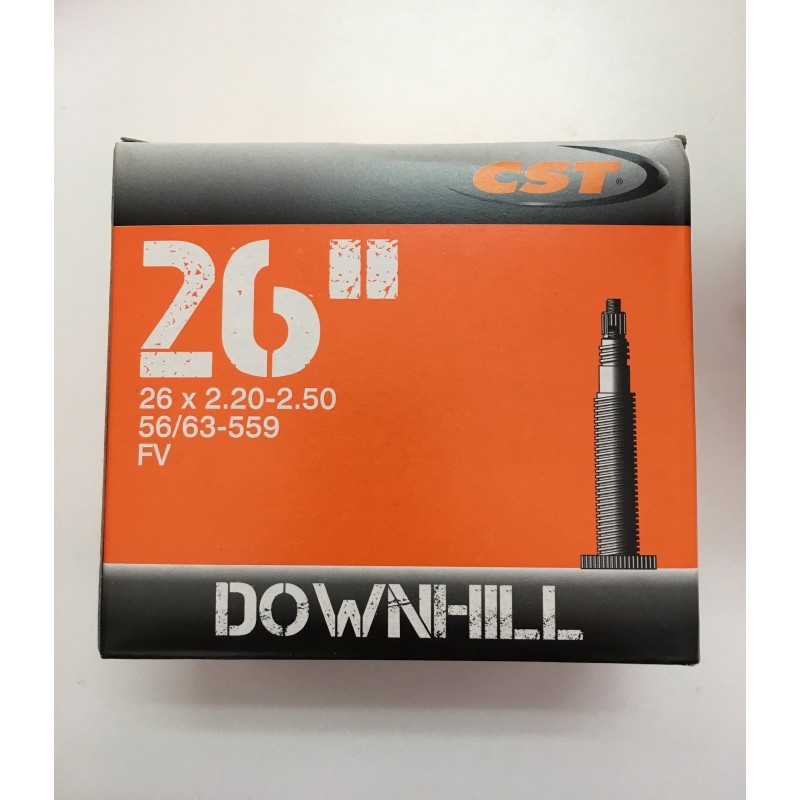 CST®
26"
26 x 2.20-2.50
56/63-559
FV
DOWNHILL